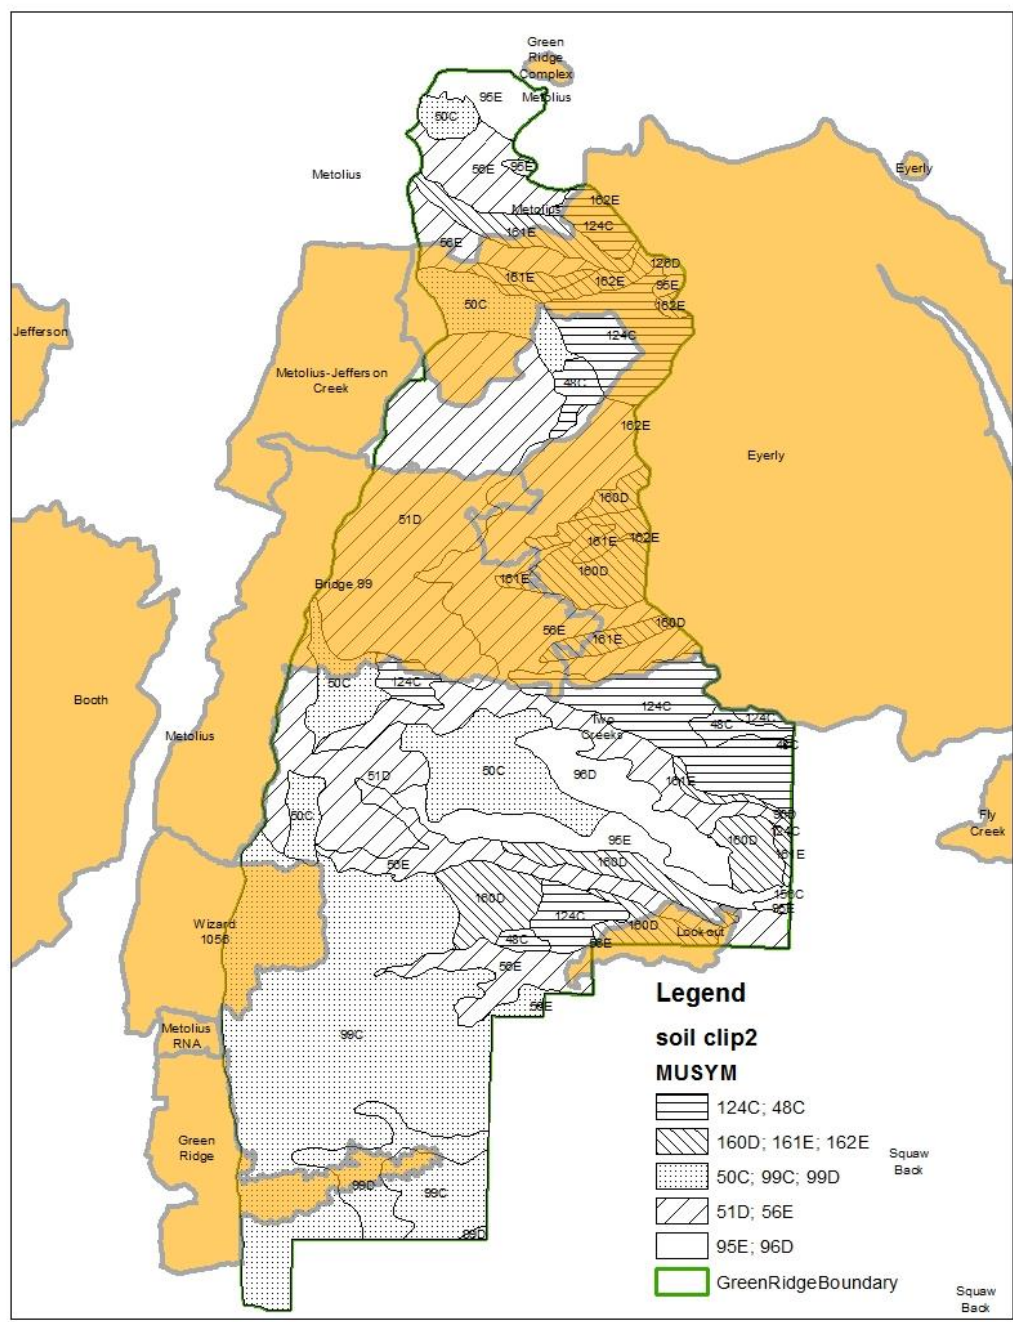 Green
Ridge
Complex
Metolius
95E
50C
Metolius
56E
95E
Eyerly
162E
Metolius
124C
161E
56E
126D
161E
162E
95E
50C
162E
Jefferson
124C
Metolius-Jefferson
Creek
48C
162E
Eyerly
160D
51D
161E
162E
160D
161E
Bridge 99
160D
56E
161E
50C
124C
Booth
124C
Two
Creeks
48C
124C
Metolius
48C
50C
96D
51D
161E
50C
96D
Fly
Creek
124C
95E
160D
161E
56E
160D
160D
156C
95E
124C
Wizard
1056
160D
Lookout
48C
56E
56E
56E
Legend
soil clip2
MUSYM
Metolius
RNA
99C
124C; 48C
160D; 161E; 162E
Green
Ridge
Squaw
Back
50C; 99C; 99D
99D
99C
51D; 56E
99D
95E; 96D
GreenRidgeBoundary
Squaw
Back